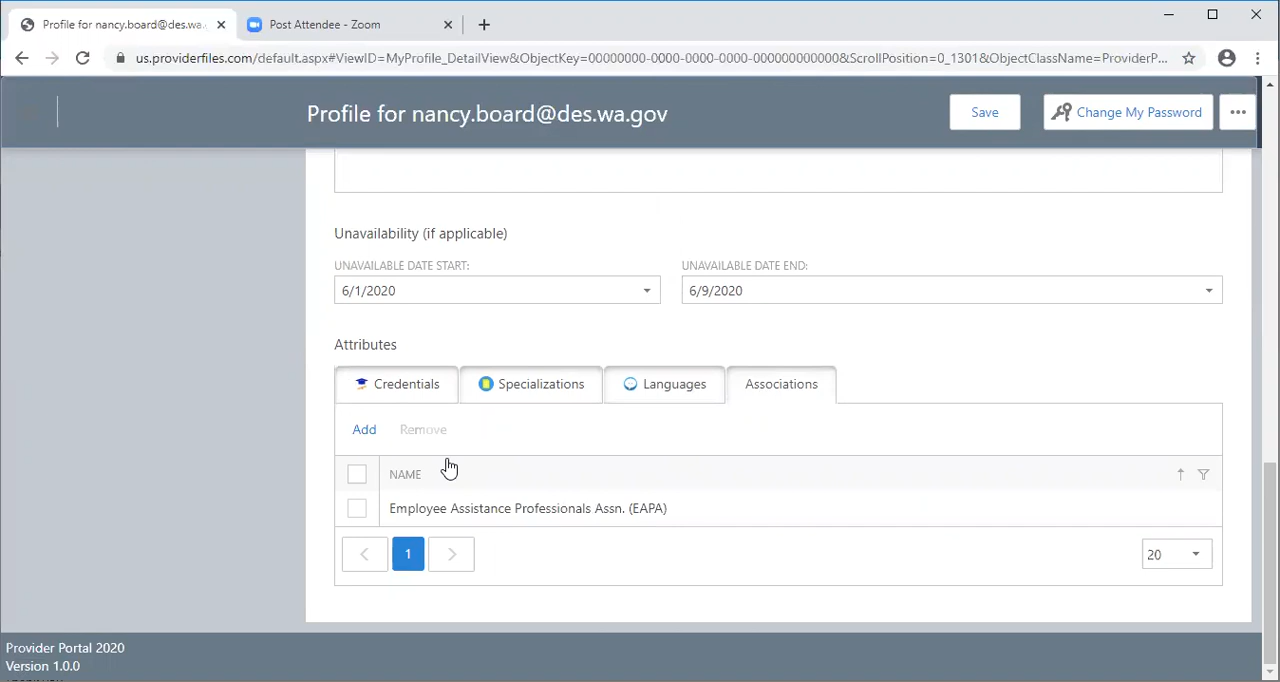 Profile for nancy.board@des.wa.
Post Attendee - Zoom
us.providerfiles.com/default.aspx#ViewID=MyProfile_DetailView&ObjectKey=00000000-0000-0000-0000-000000000000&ScrollPosition=0_1301&ObjectClassName=ProviderP...
Profile for nancy.board@des.wa.gov
Save
Change My Password
Unavailability (if applicable)
UNAVAILABLE DATE START:
UNAVAILABLE DATE END:
6/1/2020
6/9/2020
Attributes
Credentials
Specializations
Languages
Associations
Add
Remove
NAME
Employee Assistance Professionals Assn. (EAPA)
1
20
Provider Portal 2020
Version 1.0.0